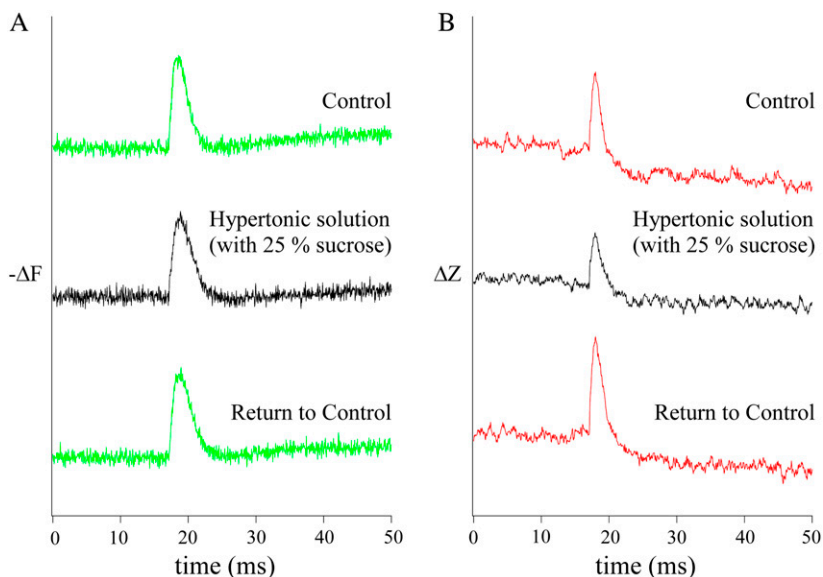 A
Control
Hypertonic solution
(with 25 % sucrose)
-ΔF
Return to Control
0 10 20 30 40 50
time (ms)
B
Control
Hypertonic solution
(with 25 % sucrose)
ΔZ
Return to Control
0 10 20 30 40 50
time (ms)